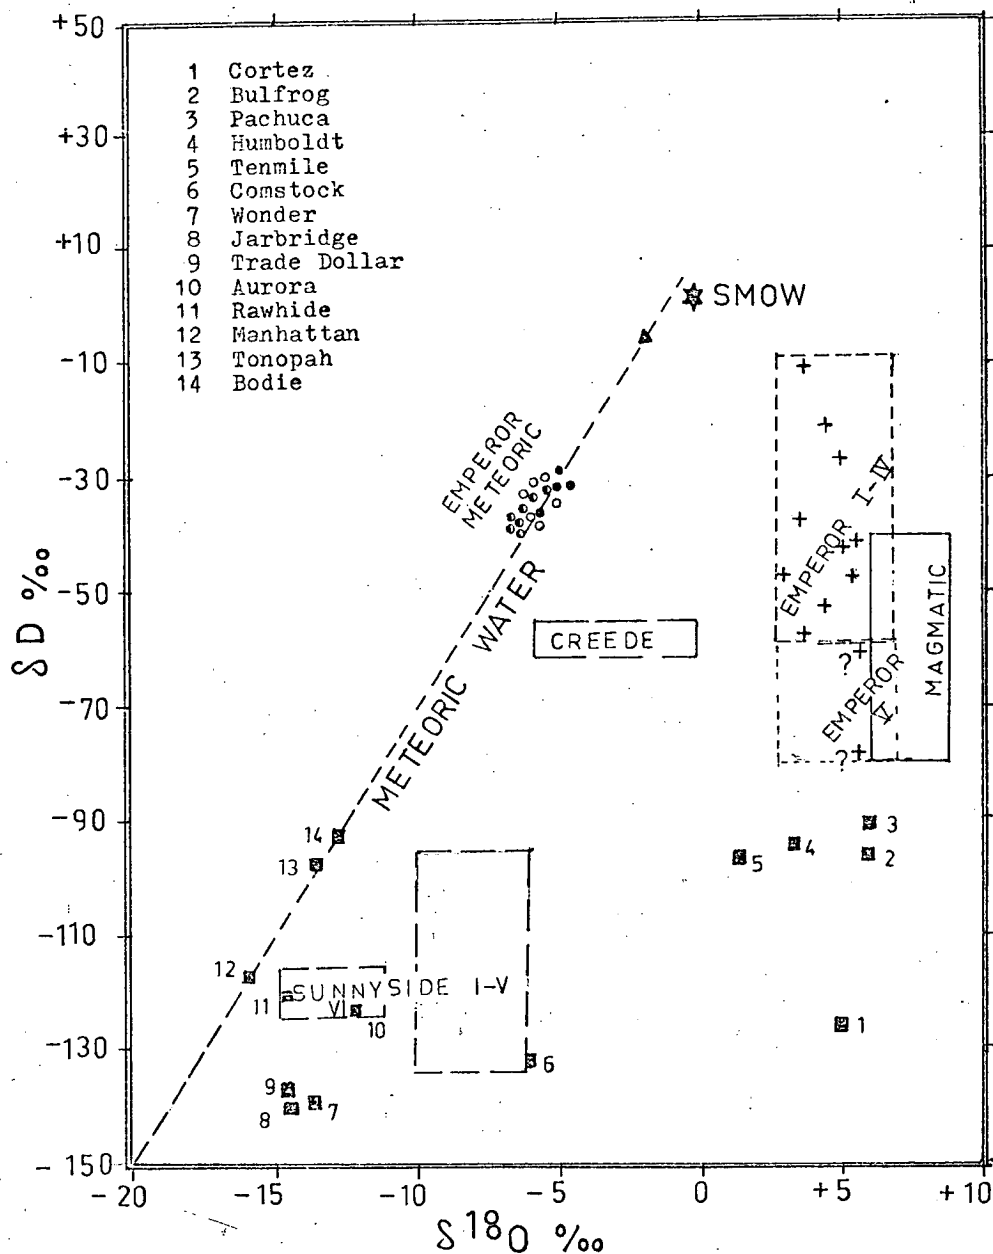 +50
+30
+10
-10
-30
-50
-70
-90
-110
-130
-150
δD ‰
1 Cortez
2 Bulfrog
3 Pachuca
4 Humboldt
5 Tenmile
6 Comstock
7 Wonder
8 Jarbridge
9 Trade Dollar
10 Aurora
11 Rawhide
12 Manhattan
13 Tonopah
14 Bodie
SMOW
EMPEROR
METEORIC
METEORIC WATER
CREEDE
EMPEROR I-IV
MAGMATIC
?
EMPEROR
V
?
14
13
3
4
5
2
12
SUNNYSIDE I-V
11
VI
10
1
6
9
7
8
-20
-15
-10
-5
0
+5
+10
δ18O ‰